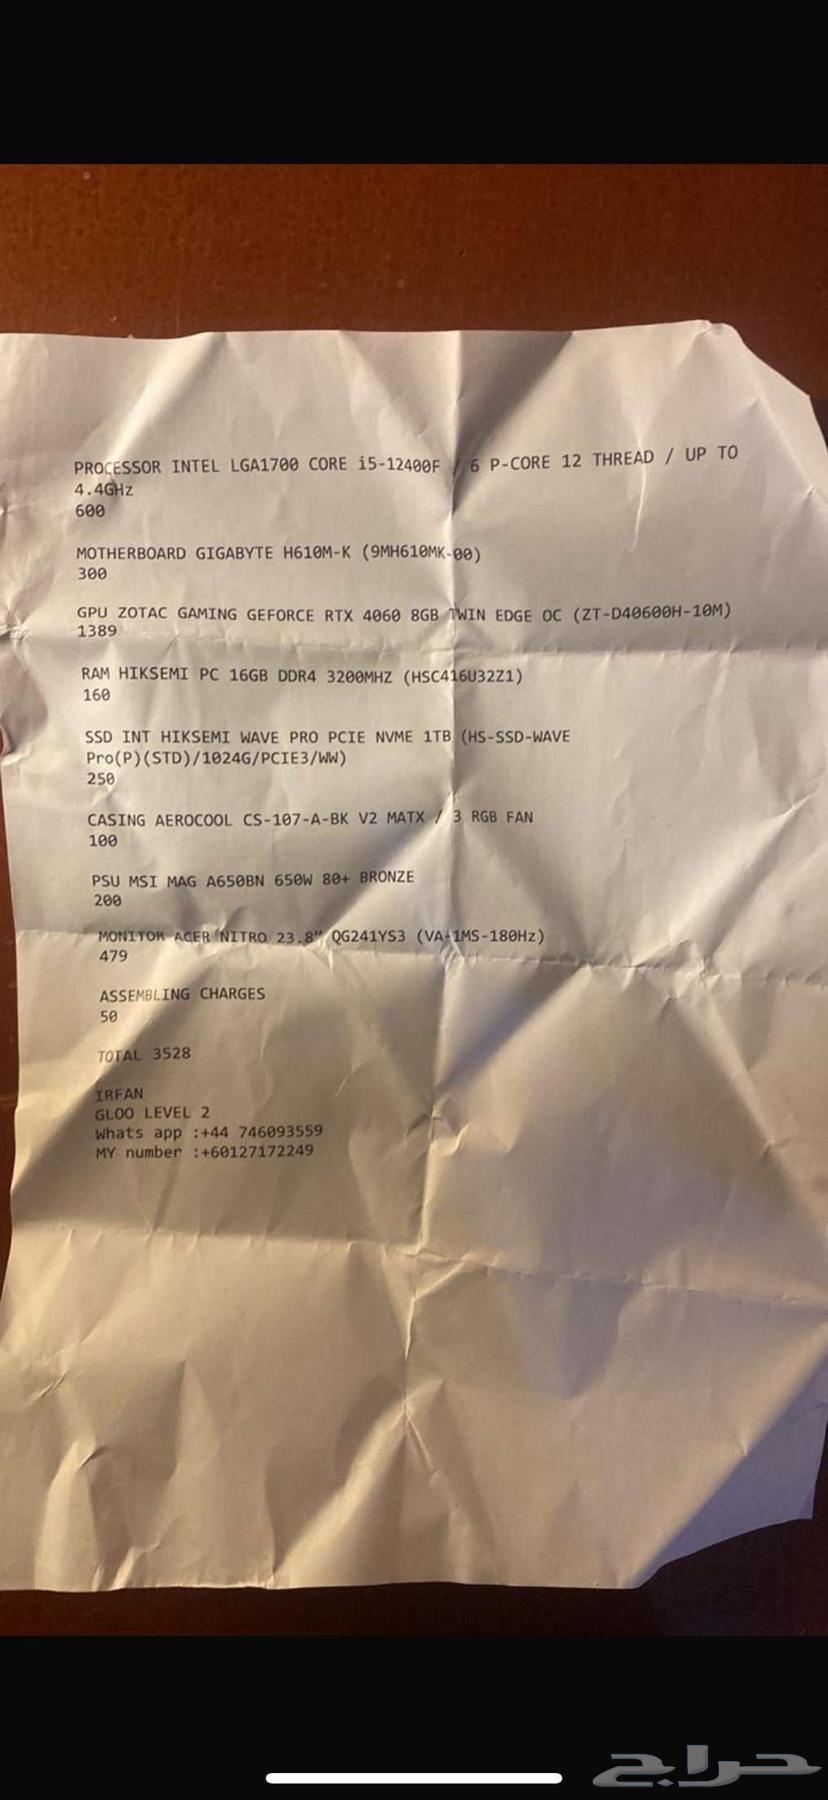 PROCESSOR INTEL LGA1700 CORE i5-12400F / 6 P-CORE 12 THREAD / UP TO
4.4GHz
600
MOTHERBOARD GIGABYTE H610M-K (9MH610MK-00)
300
GPU ZOTAC GAMING GEFORCE RTX 4060 8GB TWIN EDGE OC (ZT-D40600H-10M)
1389
RAM HIKSEMI PC 16GB DDR4 3200MHZ (HSC416U32Z1)
160
SSD INT HIKSEMI WAVE PRO PCIE NVME 1TB (HS-SSD-WAVE
Pro(P)(STD)/1024G/PCIE3/WW)
250
CASING AEROCOOL CS-107-A-BK V2 MATX / 3 RGB FAN
100
PSU MSI MAG A650BN 650W 80+ BRONZE
200
MONITOR ACER NITRO 23.8" QG241YS3 (VA-1MS-180Hz)
479
ASSEMBLING CHARGES
50
TOTAL 3528
IRFAN
GLOO LEVEL 2
Whats app :+44 746093559
MY number :+60127172249
حراج